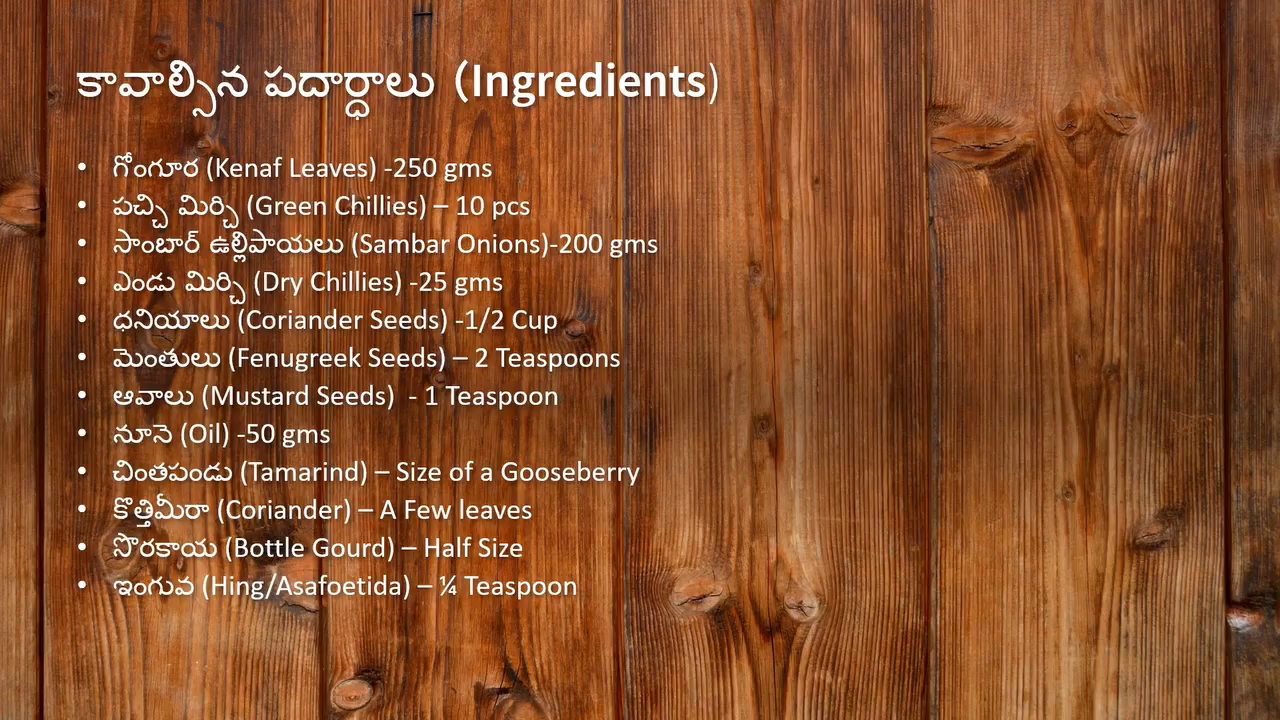 కావాల్సిన పదార్ధాలు (Ingredients)
• గోంగూర (Kenaf Leaves) -250 gms
• పచ్చి మిర్చి (Green Chillies) – 10 pcs
• సాంబార్ ఉల్లిపాయలు (Sambar Onions)-200 gms
• ఎండు మిర్చి (Dry Chillies) -25 gms
• ధనియాలు (Coriander Seeds) -1/2 Cup
• మెంతులు (Fenugreek Seeds) – 2 Teaspoons
• ఆవాలు (Mustard Seeds)  - 1 Teaspoon
• నూనె (Oil) -50 gms
• చింతపండు (Tamarind) – Size of a Gooseberry
• కొత్తిమీరా (Coriander) – A Few leaves
• సొరకాయ (Bottle Gourd) – Half Size
• ఇంగువ (Hing/Asafoetida) – ¼ Teaspoon